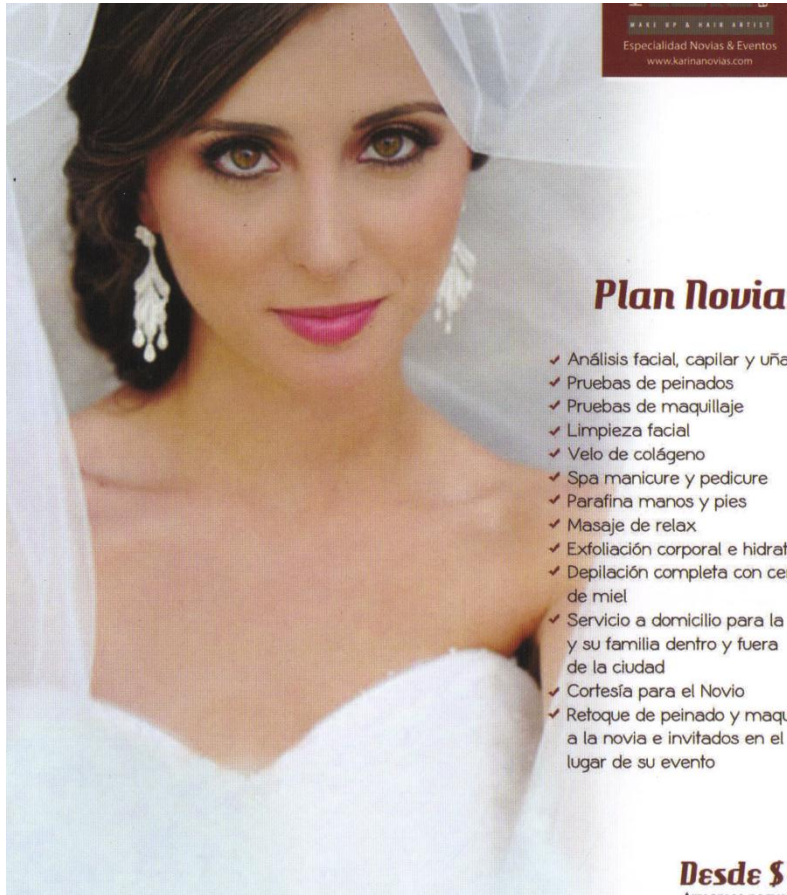 MAKE UP & HAIR ARTIST
Especialidad Novias & Eventos
www.karinanovias.com
Plan Novia
Análisis facial, capilar y uña
Pruebas de peinados
Pruebas de maquillaje
Limpieza facial
Velo de colágeno
Spa manicure y pedicure
Parafina manos y pies
Masaje de relax
Exfoliación corporal e hidrat
Depilación completa con ce
de miel
Servicio a domicilio para la
y su familia dentro y fuera
de la ciudad
Cortesía para el Novio
Retoque de peinado y maqu
a la novia e invitados en el
lugar de su evento
Desde $